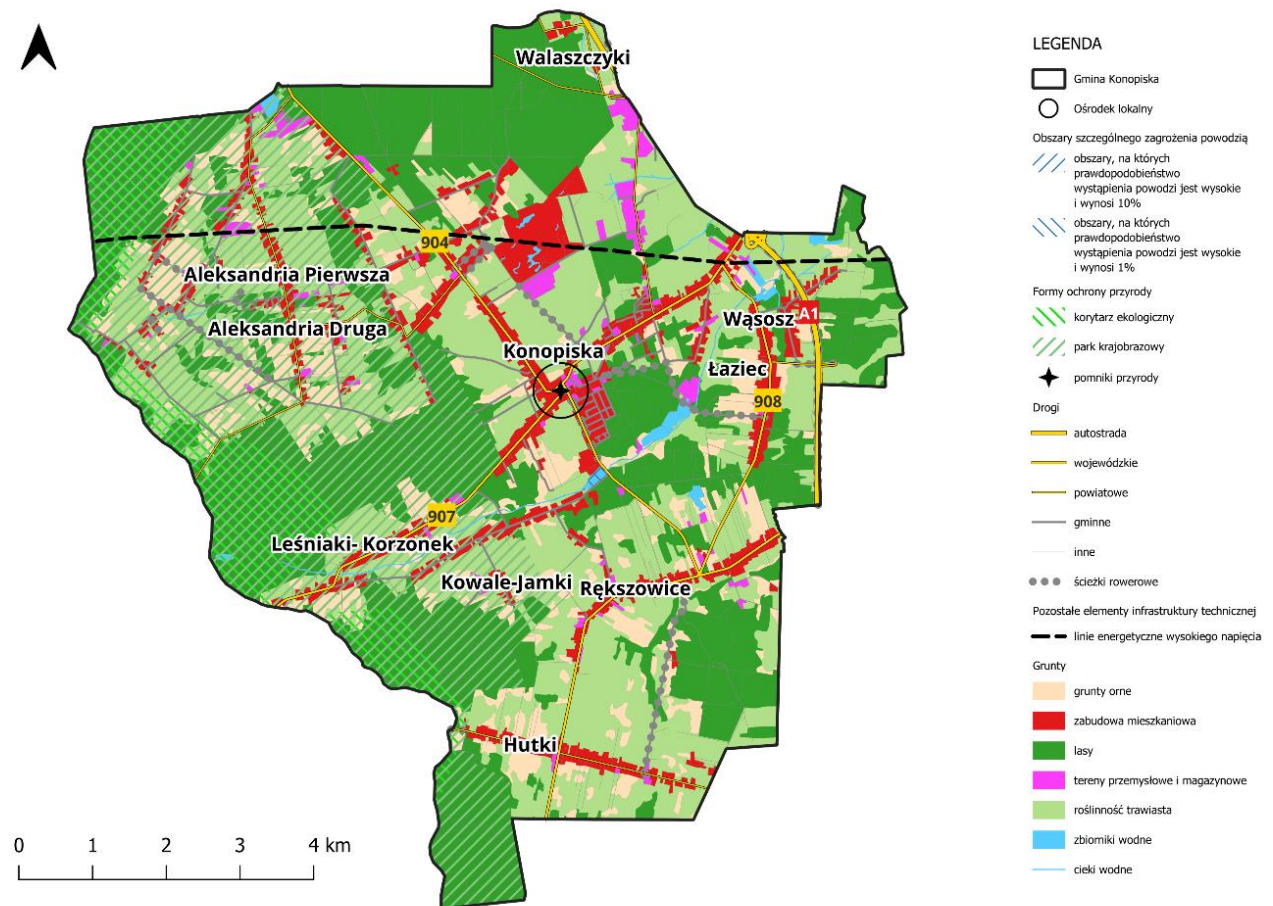 Walaszczyki
904
Aleksandria Pierwsza
Aleksandria Druga
Konopiska
Wąsosz
A1
Łaziec
908
907
Leśniaki- Korzonek
Kowale-Jamki
Rększowice
Hutki
0 1 2 3 4 km
LEGENDA
Gmina Konopiska
Ośrodek lokalny
Obszary szczególnego zagrożenia powodzią
obszary, na których
prawdopodobieństwo
wystąpienia powodzi jest wysokie
i wynosi 10%
obszary, na których
prawdopodobieństwo
wystąpienia powodzi jest wysokie
i wynosi 1%
Formy ochrony przyrody
korytarz ekologiczny
park krajobrazowy
pomniki przyrody
Drogi
autostrada
wojewódzkie
powiatowe
gminne
inne
ścieżki rowerowe
Pozostałe elementy infrastruktury technicznej
linie energetyczne wysokiego napięcia
Grunty
grunty orne
zabudowa mieszkaniowa
lasy
tereny przemysłowe i magazynowe
roślinność trawiasta
zbiorniki wodne
cieki wodne